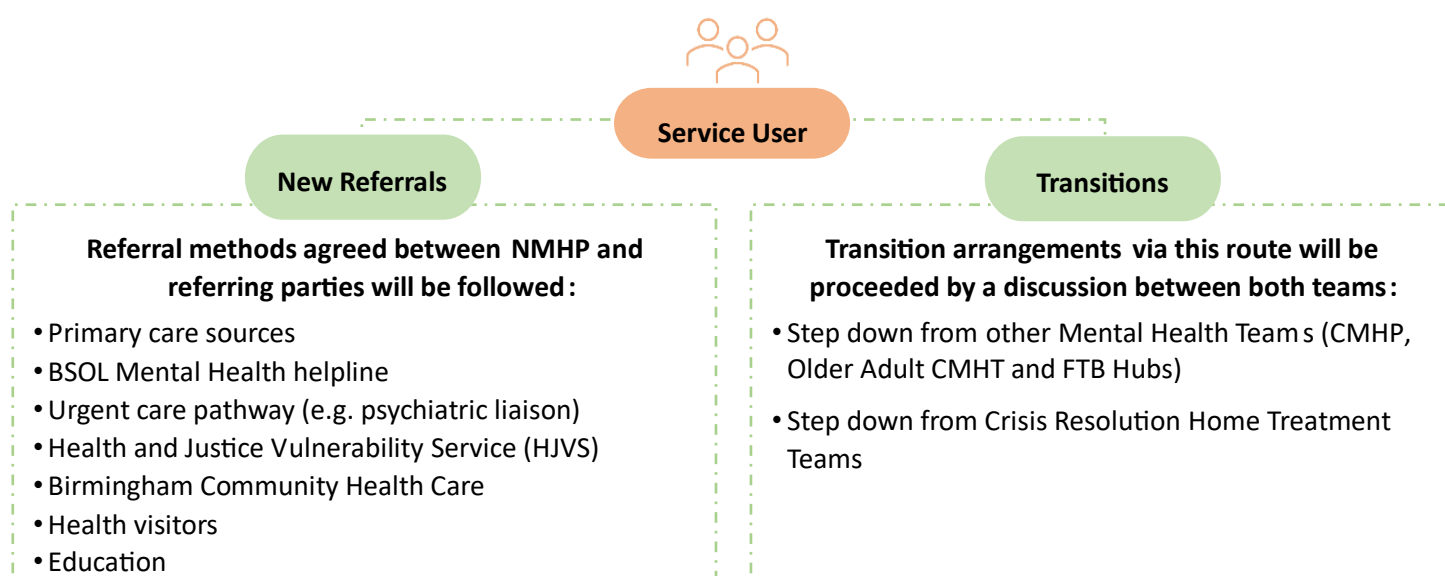 Service User
New Referrals
Referral methods agreed between NMHP and
referring parties will be followed:
• Primary care sources
• BSOL Mental Health helpline
• Urgent care pathway (e.g. psychiatric liaison)
• Health and Justice Vulnerability Service (HJVS)
• Birmingham Community Health Care
• Health visitors
• Education
Transitions
Transition arrangements via this route will be
proceeded by a discussion between both teams:
• Step down from other Mental Health Teams (CMHP,
Older Adult CMHT and FTB Hubs)
• Step down from Crisis Resolution Home Treatment
Teams